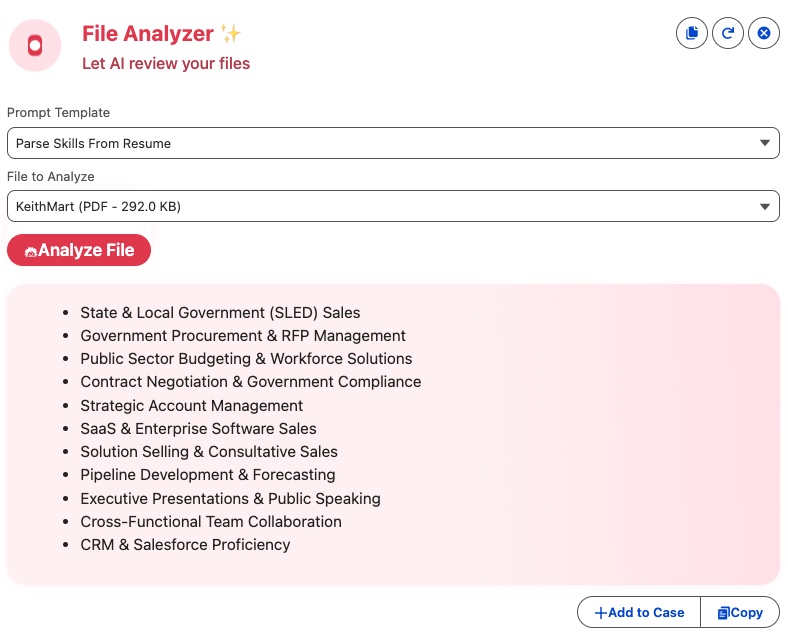 File Analyzer ✨
Let AI review your files
Prompt Template
Parse Skills From Resume
File to Analyze
KeithMart (PDF - 292.0 KB)
Analyze File
• State & Local Government (SLED) Sales
• Government Procurement & RFP Management
• Public Sector Budgeting & Workforce Solutions
• Contract Negotiation & Government Compliance
• Strategic Account Management
• SaaS & Enterprise Software Sales
• Solution Selling & Consultative Sales
• Pipeline Development & Forecasting
• Executive Presentations & Public Speaking
• Cross-Functional Team Collaboration
• CRM & Salesforce Proficiency
+Add to Case
Copy